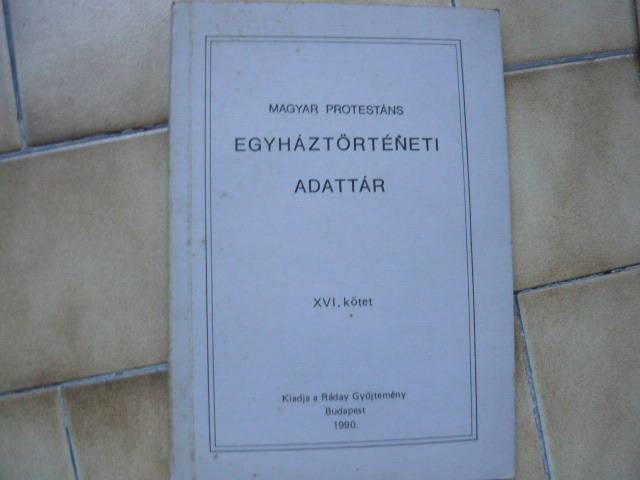 MAGYAR PROTESTÁNS
EGYHÁZTÖRTÉNETI
ADATTÁR
XVI. kötet
Kiadja a Ráday Gyűjtemény
Budapest
1990.